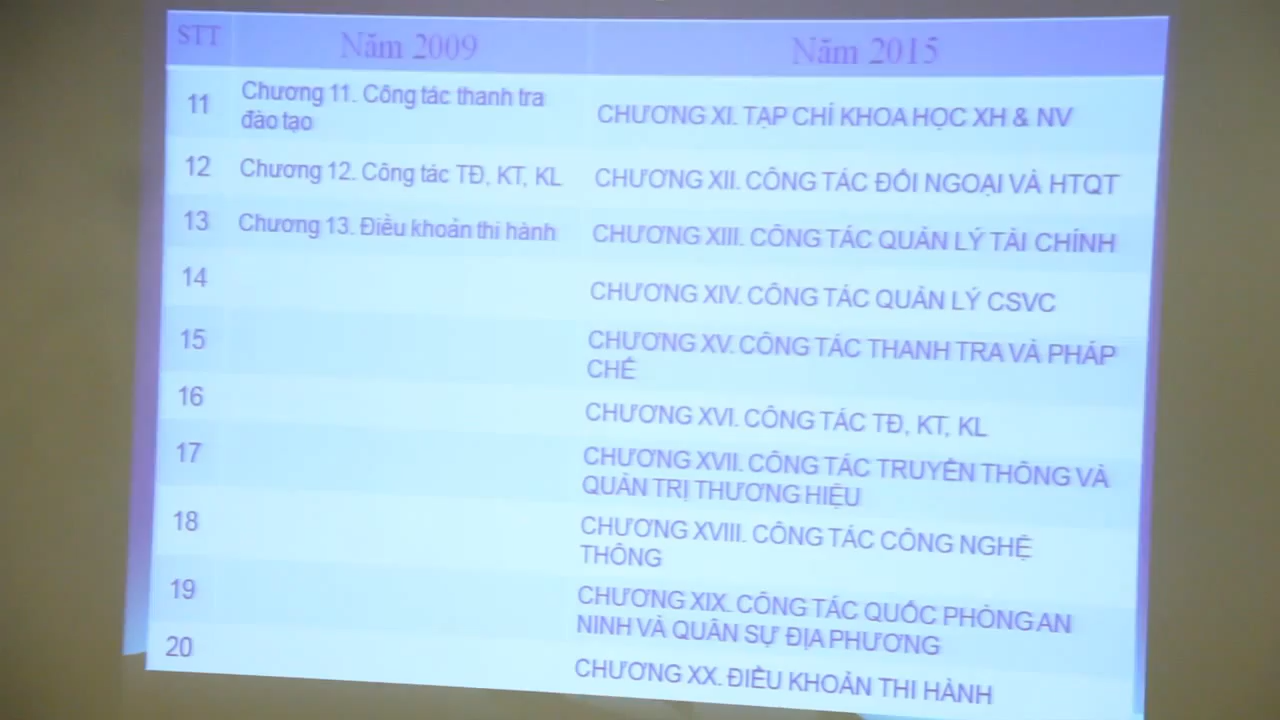 STT Năm 2009 Năm 2015
11 Chương 11. Công tác thanh tra
đào tạo
CHƯƠNG XI. TẠP CHÍ KHOA HỌC XH & NV
12 Chương 12. Công tác TĐ, KT, KL CHƯƠNG XII. CÔNG TÁC ĐỐI NGOẠI VÀ HTQT
13 Chương 13. Điều khoản thi hành CHƯƠNG XIII. CÔNG TÁC QUẢN LÝ TÀI CHÍNH
14 CHƯƠNG XIV. CÔNG TÁC QUẢN LÝ CSVC
15 CHƯƠNG XV. CÔNG TÁC THANH TRA VÀ PHÁP
CHẾ
16 CHƯƠNG XVI. CÔNG TÁC TĐ, KT, KL
17 CHƯƠNG XVII. CÔNG TÁC TRUYỀN THÔNG VÀ
QUẢN TRỊ THƯƠNG HIỆU
18 CHƯƠNG XVIII. CÔNG TÁC CÔNG NGHỆ
THÔNG
19 CHƯƠNG XIX. CÔNG TÁC QUỐC PHÒNG AN
NINH VÀ QUÂN SỰ ĐỊA PHƯƠNG
20 CHƯƠNG XX. ĐIỀU KHOẢN THI HÀNH